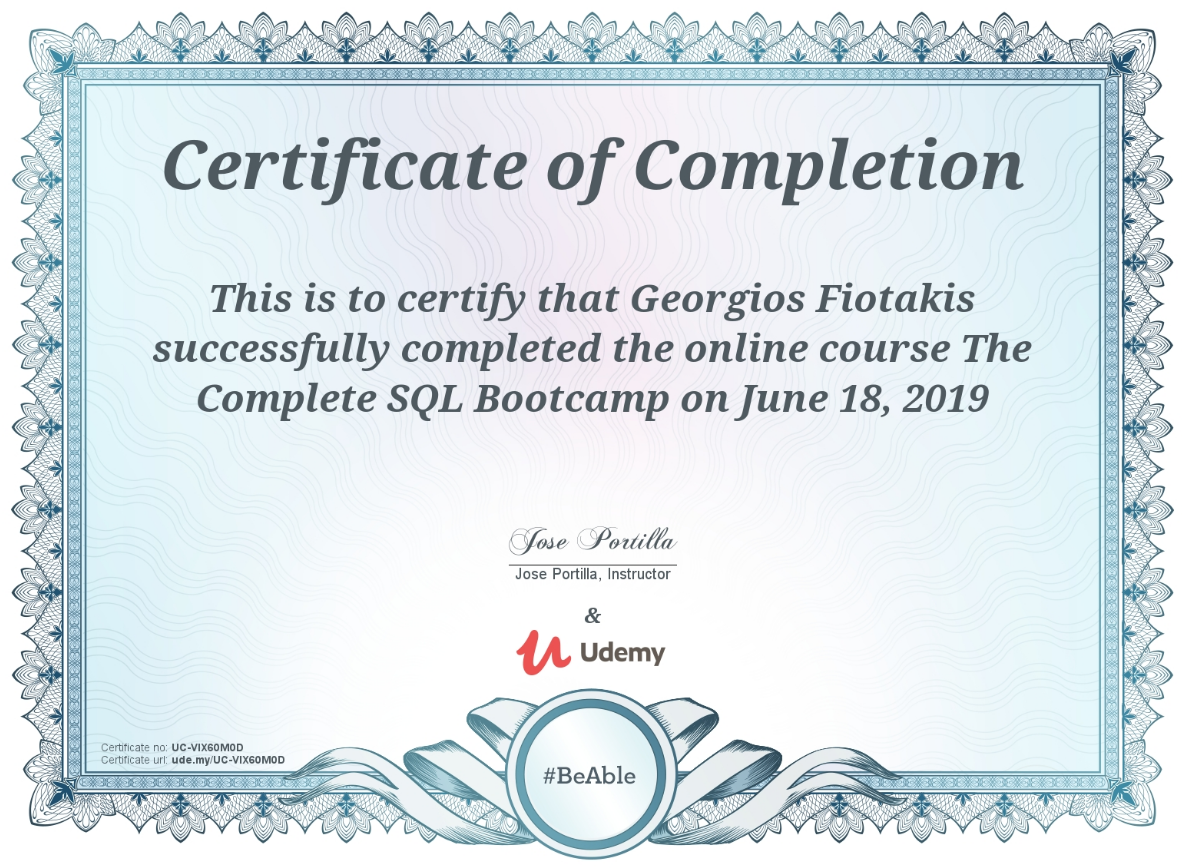 Certificate of Completion
This is to certify that Georgios Fiotakis
successfully completed the online course The
Complete SQL Bootcamp on June 18, 2019
Jose Portilla
Jose Portilla, Instructor
&
Udemy
Certificate no: UC-VIX60M0D
Certificate url: ude.my/UC-VIX60M0D
#BeAble